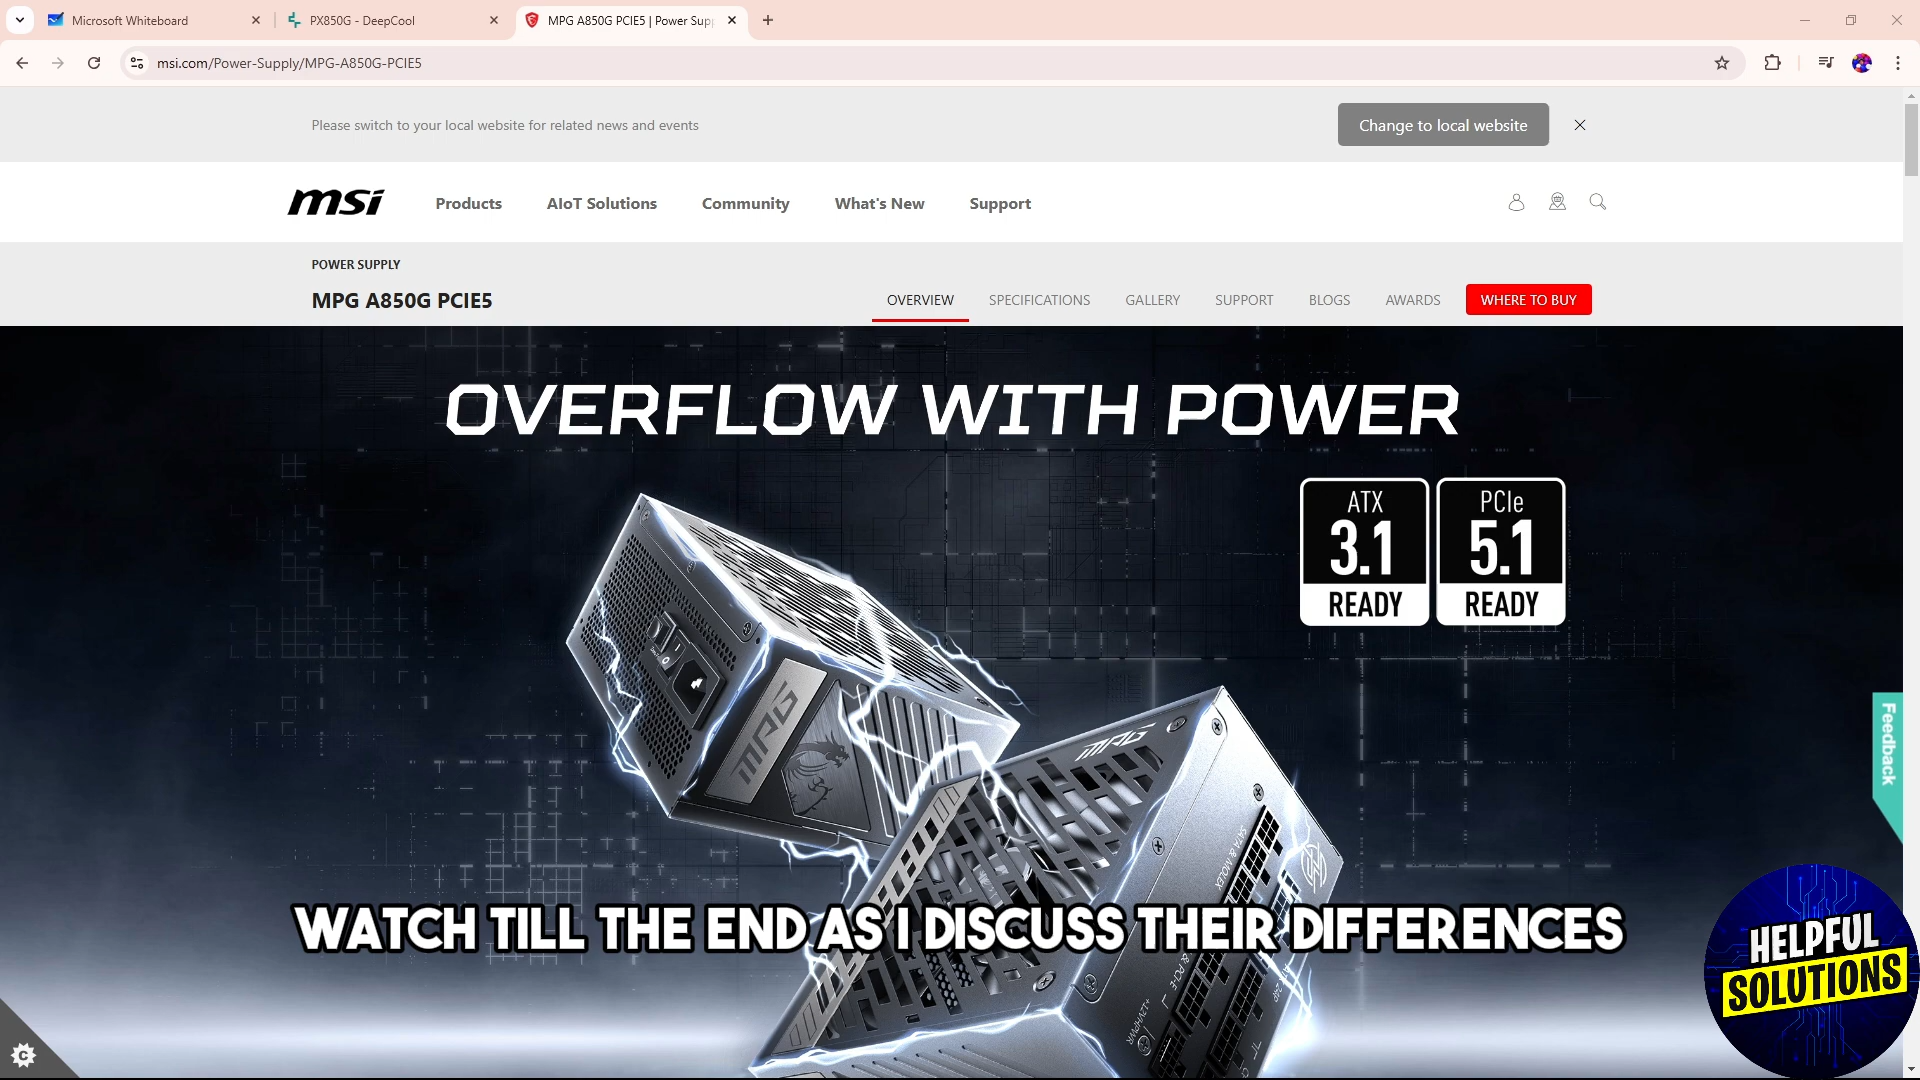 Microsoft Whiteboard
PX850G - DeepCool
MPG A850G PCIE5 | Power Sup
msi.com/Power-Supply/MPG-A850G-PCIE5
Please switch to your local website for related news and events
Change to local website
msi
Products
AIoT Solutions
Community
What's New
Support
POWER SUPPLY
MPG A850G PCIE5
OVERVIEW
SPECIFICATIONS
GALLERY
SUPPORT
BLOGS
AWARDS
WHERE TO BUY
OVERFLOW WITH POWER
ATX
3.1
READY
PCIe
5.1
READY
MPG
MPG
SATA & MOLEX
12VHPWR
Feedback
WATCH TILL THE END AS I DISCUSS THEIR DIFFERENCES
HELPFUL
SOLUTIONS